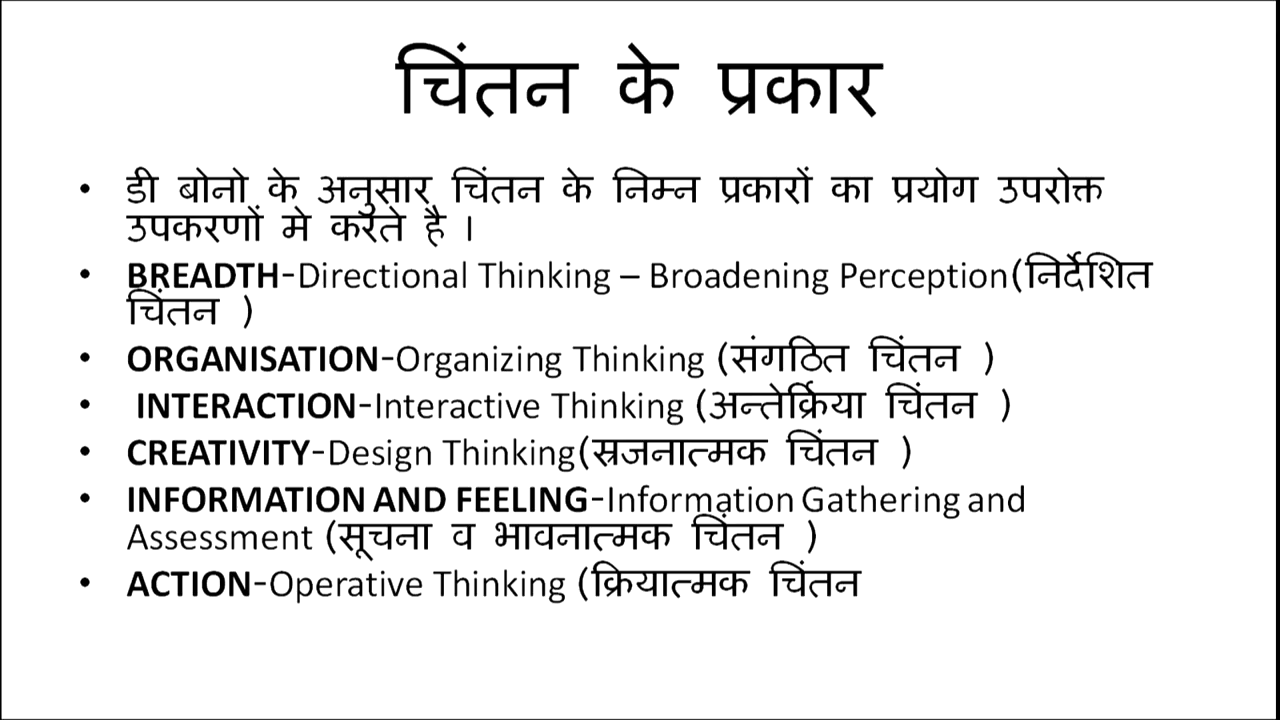 चिंतन के प्रकार
• डी बोनो के अनुसार चिंतन के निम्न प्रकारों का प्रयोग उपरोक्त
उपकरणों मे करते है ।
• BREADTH-Directional Thinking – Broadening Perception(निर्देशित
चिंतन )
• ORGANISATION-Organizing Thinking (संगठित चिंतन )
• INTERACTION-Interactive Thinking (अन्तेर्क्रिया चिंतन )
• CREATIVITY-Design Thinking(स्रजनात्मक चिंतन )
• INFORMATION AND FEELING-Information Gathering and
Assessment (सूचना व भावनात्मक चिंतन )
• ACTION-Operative Thinking (क्रियात्मक चिंतन